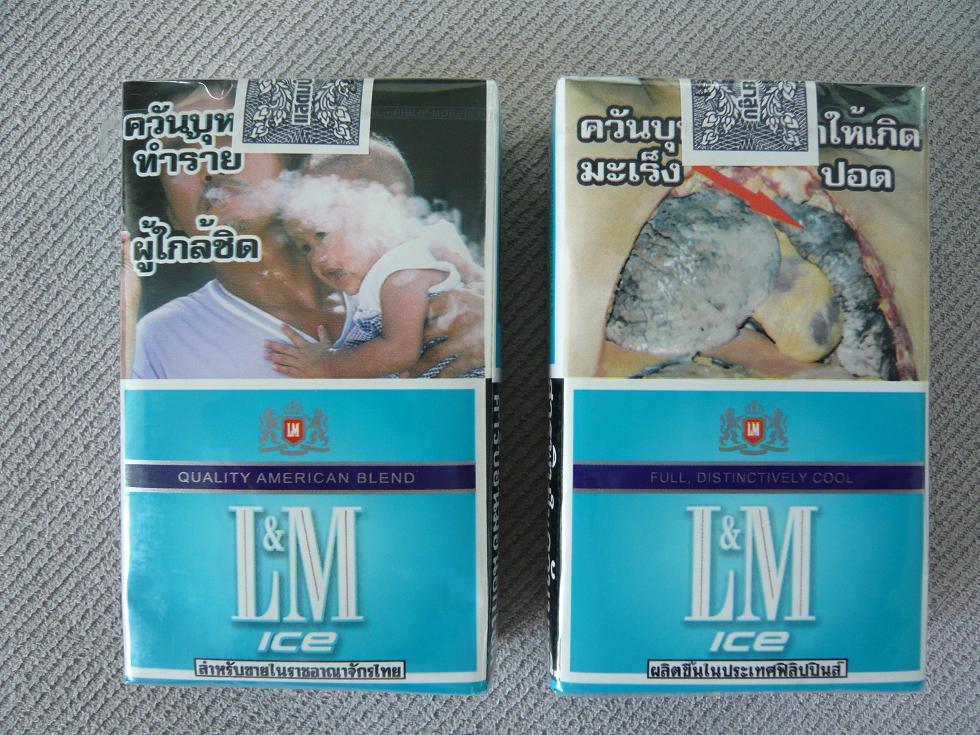 ควันบุห
ทำร้าย
ผู้ใกล้ชิด
LM
QUALITY AMERICAN BLEND
L&M
ICE
สำหรับขายในราชอาณาจักรไทย
ควันบุ
าให้เกิด
มะเร็ง ปอด
LM
FULL, DISTINCTIVELY COOL
L&M
ICE
ผลิตขึ้นในประเทศฟิลิปปินส์